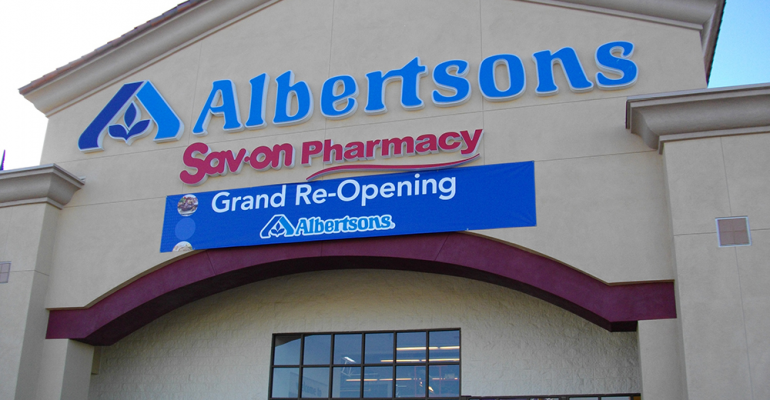 Albertsons
Sav-on Pharmacy
Grand Re-Opening
Albertsons